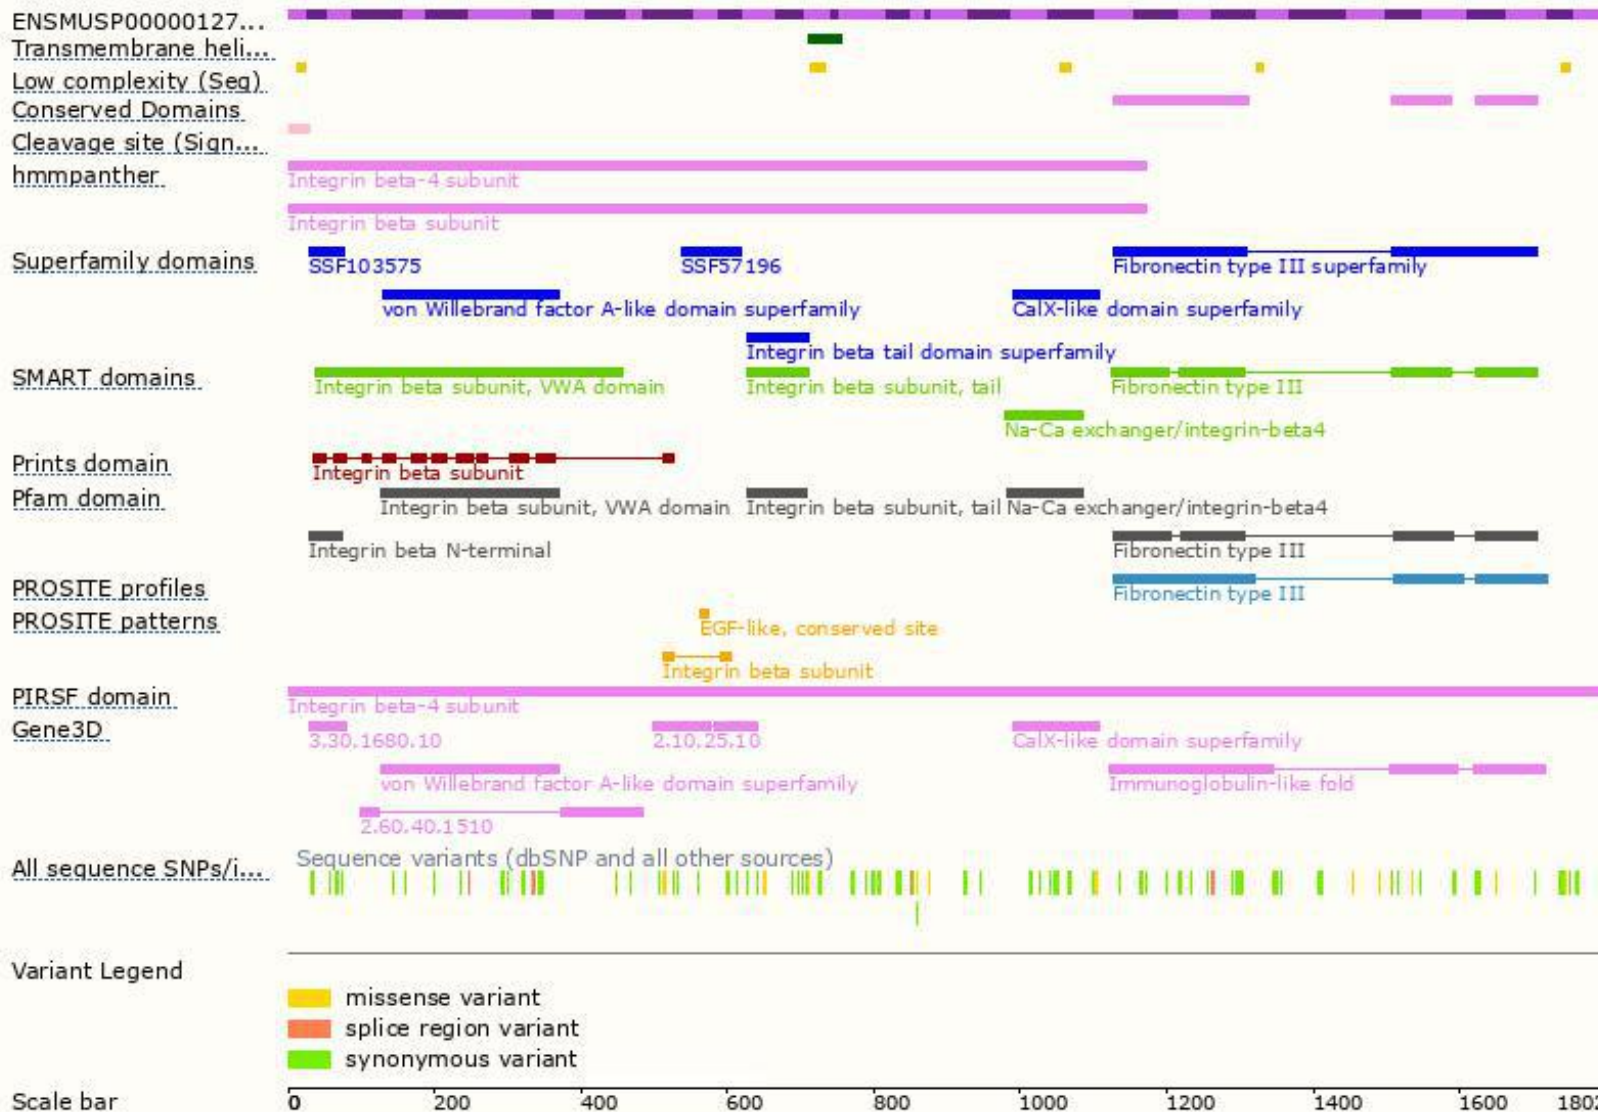 ENSMUSP00000127...
Transmembrane heli...
Low complexity (Seg)
Conserved Domains
Cleavage site (Sign...
hmmpanther
Integrin beta-4 subunit
Integrin beta subunit
Superfamily domains
SSF103575 SSF57196 Fibronectin type III superfamily
von Willebrand factor A-like domain superfamily CalX-like domain superfamily
Integrin beta tail domain superfamily
SMART domains
Integrin beta subunit, VWA domain Integrin beta subunit, tail Fibronectin type III
Na-Ca exchanger/integrin-beta4
Prints domain
Integrin beta subunit
Pfam domain
Integrin beta subunit, VWA domain Integrin beta subunit, tail Na-Ca exchanger/integrin-beta4
Integrin beta N-terminal Fibronectin type III
PROSITE profiles
Fibronectin type III
PROSITE patterns
EGF-like, conserved site
Integrin beta subunit
PIRSF domain
Integrin beta-4 subunit
Gene3D
3.30.1680.10 2.10.25.10 CalX-like domain superfamily
von Willebrand factor A-like domain superfamily Immunoglobulin-like fold
2.60.40.1510
All sequence SNPs/i...
Sequence variants (dbSNP and all other sources)
Variant Legend
missense variant
splice region variant
synonymous variant
Scale bar 0 200 400 600 800 1000 1200 1400 1600 1802